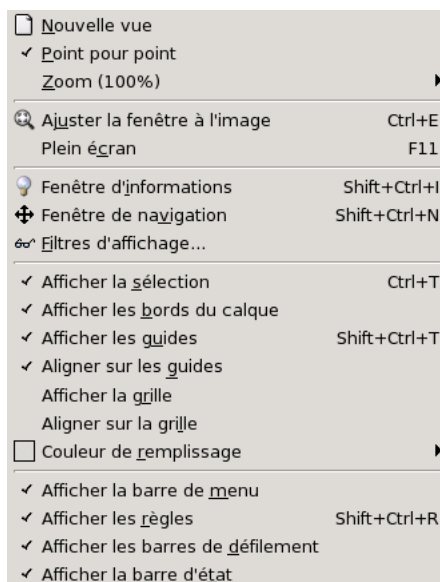 Nouvelle vue
Point pour point
Zoom (100%)
Ajuster la fenêtre à l'image Ctrl+E
Plein écran F11
Fenêtre d'informations Shift+Ctrl+I
Fenêtre de navigation Shift+Ctrl+N
Filtres d'affichage...
Afficher la sélection Ctrl+T
Afficher les bords du calque
Afficher les guides Shift+Ctrl+T
Aligner sur les guides
Afficher la grille
Aligner sur la grille
Couleur de remplissage
Afficher la barre de menu
Afficher les règles Shift+Ctrl+R
Afficher les barres de défilement
Afficher la barre d'état